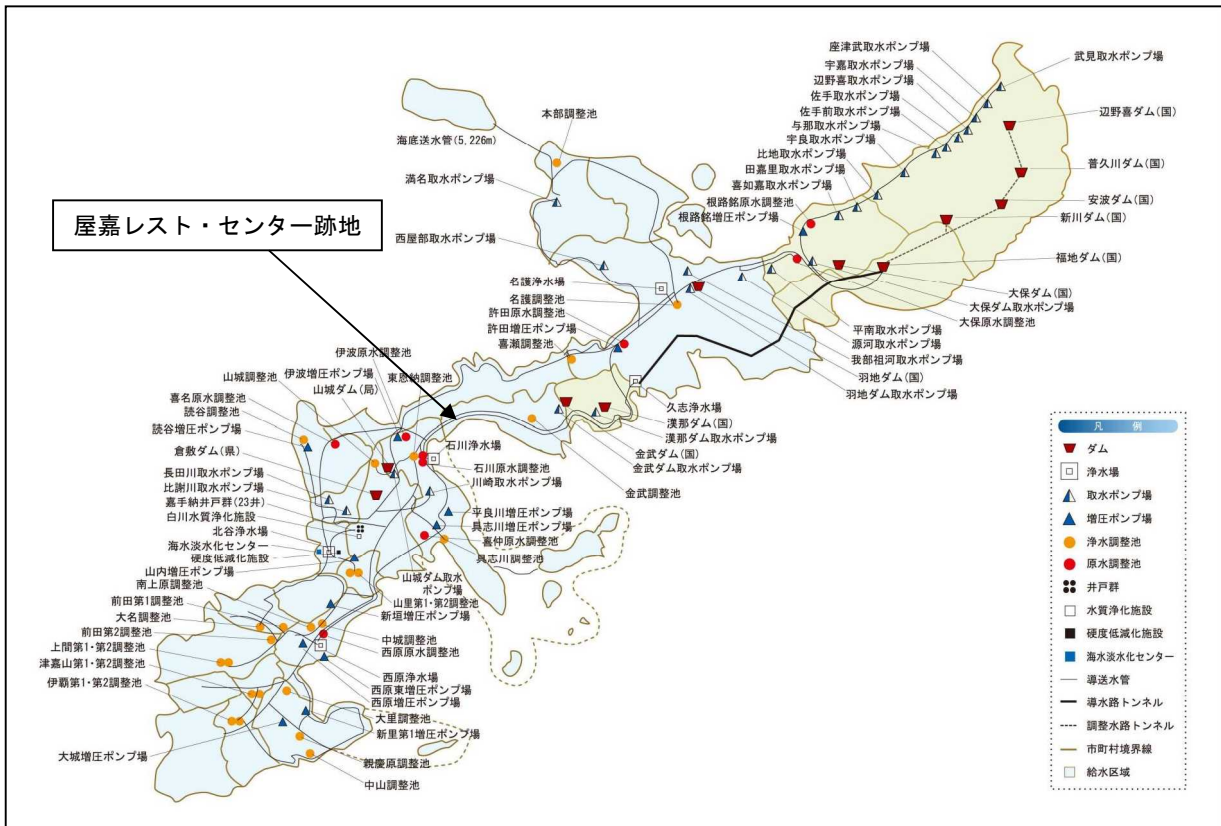 座津武取水ポンプ場
武見取水ポンプ場
宇嘉取水ポンプ場
辺野喜取水ポンプ場
佐手取水ポンプ場
佐手前取水ポンプ場
与那取水ポンプ場
宇良取水ポンプ場
比地取水ポンプ場
田嘉里取水ポンプ場
喜如嘉取水ポンプ場
根路銘原水調整池
根路銘増圧ポンプ場
辺野喜ダム(国)
普久川ダム(国)
安波ダム(国)
新川ダム(国)
福地ダム(国)
大保ダム(国)
大保ダム取水ポンプ場
大保原水調整池
本部調整池
海底送水管(5,226m)
満名取水ポンプ場
屋嘉レスト・センター跡地
西屋部取水ポンプ場
名護浄水場
名護調整池
許田原水調整池
許田増圧ポンプ場
喜瀬調整池
平南取水ポンプ場
源河取水ポンプ場
我部祖河取水ポンプ場
羽地ダム(国)
羽地ダム取水ポンプ場
伊波原水調整池
伊波増圧ポンプ場
東恩納調整池
山城調整池
山城ダム(局)
喜名原水調整池
読谷調整池
読谷増圧ポンプ場
倉敷ダム(県)
長田川取水ポンプ場
比謝川取水ポンプ場
嘉手納井戸群(23井)
白川水質浄化施設
北谷浄水場
海水淡水化センター
硬度低減化施設
山内増圧ポンプ場
南上原調整池
前田第1調整池
大名調整池
前田第2調整池
上間第1・第2調整池
津嘉山第1・第2調整池
伊覇第1・第2調整池
大城増圧ポンプ場
久志浄水場
漢那ダム(国)
漢那ダム取水ポンプ場
金武ダム(国)
金武ダム取水ポンプ場
金武調整池
石川浄水場
石川原水調整池
川崎取水ポンプ場
平良川増圧ポンプ場
具志川増圧ポンプ場
喜仲原水調整池
具志川調整池
山城ダム取水
ポンプ場
山里第1・第2調整池
新垣増圧ポンプ場
中城調整池
西原原水調整池
西原浄水場
西原東増圧ポンプ場
西原増圧ポンプ場
大里調整池
新里第1増圧ポンプ場
親慶原調整池
中山調整池
凡 例
ダム
浄水場
取水ポンプ場
増圧ポンプ場
浄水調整池
原水調整池
井戸群
水質浄化施設
硬度低減化施設
海水淡水化センター
導送水管
導水路トンネル
調整水路トンネル
市町村境界線
給水区域